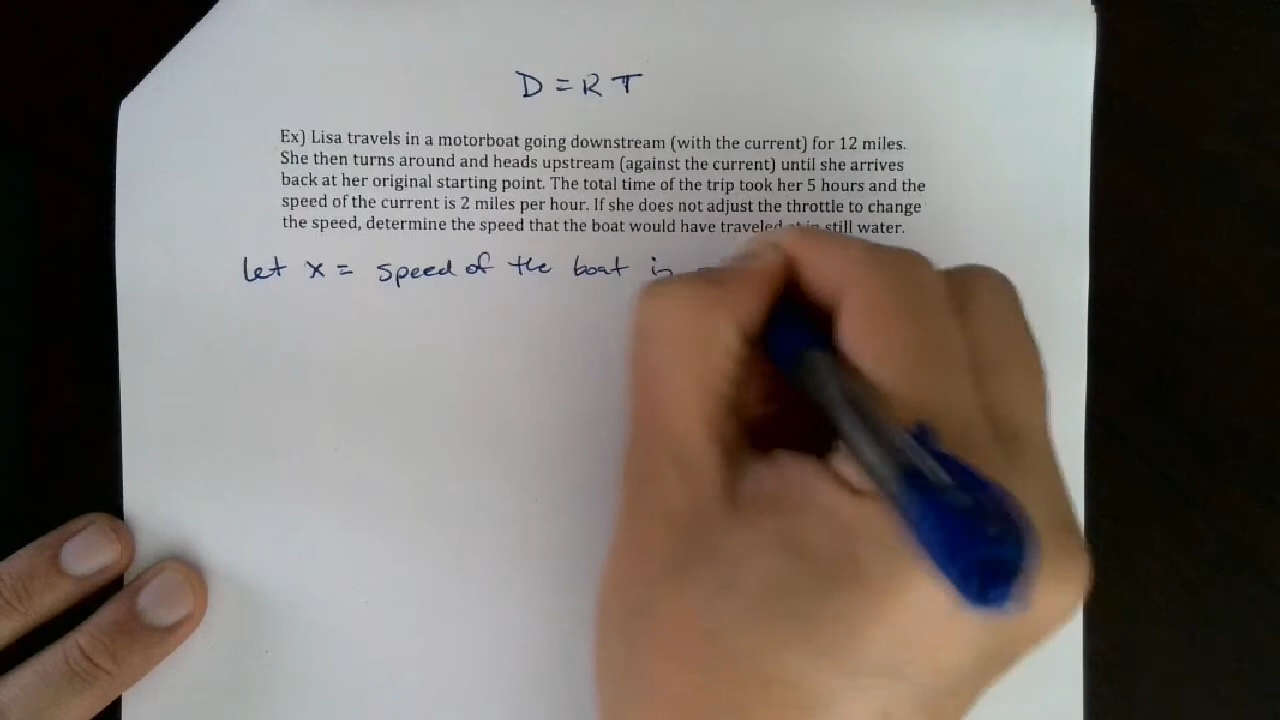 D = R T
Ex) Lisa travels in a motorboat going downstream (with the current) for 12 miles.
She then turns around and heads upstream (against the current) until she arrives
back at her original starting point. The total time of the trip took her 5 hours and the
speed of the current is 2 miles per hour. If she does not adjust the throttle to change
the speed, determine the speed that the boat would have traveled at in still water.
Let x = speed of the boat in